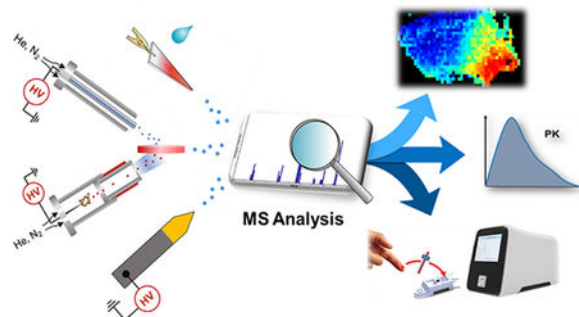 He, N₂
HV
HV
He, N₂
HV
MS Analysis
PK